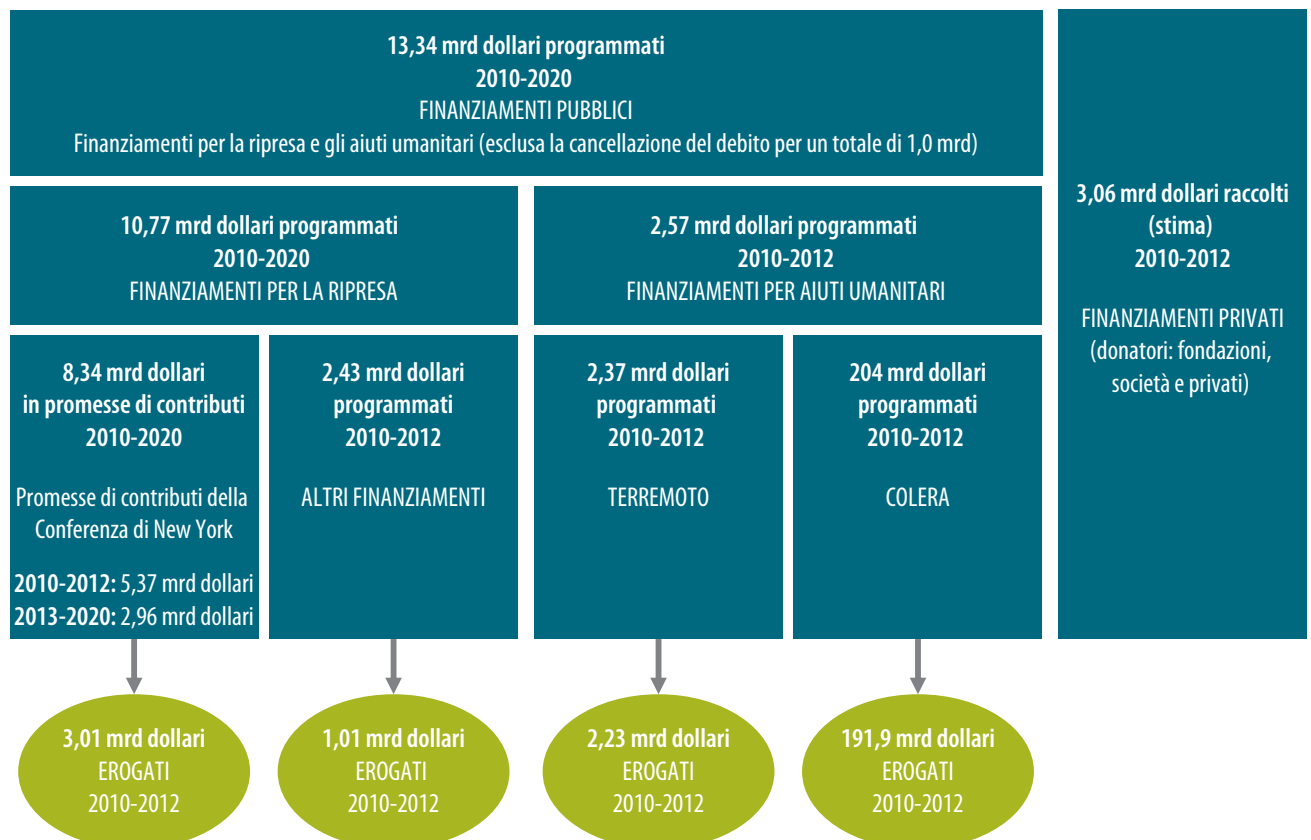 13,34 mrd dollari programmati
2010-2020
FINANZIAMENTI PUBBLICI
Finanziamenti per la ripresa e gli aiuti umanitari (esclusa la cancellazione del debito per un totale di 1,0 mrd)
10,77 mrd dollari programmati
2010-2020
FINANZIAMENTI PER LA RIPRESA
2,57 mrd dollari programmati
2010-2012
FINANZIAMENTI PER AIUTI UMANITARI
8,34 mrd dollari
in promesse di contributi
2010-2020
Promesse di contributi della
Conferenza di New York
2010-2012: 5,37 mrd dollari
2013-2020: 2,96 mrd dollari
2,43 mrd dollari
programmati
2010-2012
ALTRI FINANZIAMENTI
2,37 mrd dollari
programmati
2010-2012
TERREMOTO
204 mrd dollari
programmati
2010-2012
COLERA
3,06 mrd dollari raccolti
(stima)
2010-2012
FINANZIAMENTI PRIVATI
(donatori: fondazioni,
società e privati)
3,01 mrd dollari
EROGATI
2010-2012
1,01 mrd dollari
EROGATI
2010-2012
2,23 mrd dollari
EROGATI
2010-2012
191,9 mrd dollari
EROGATI
2010-2012